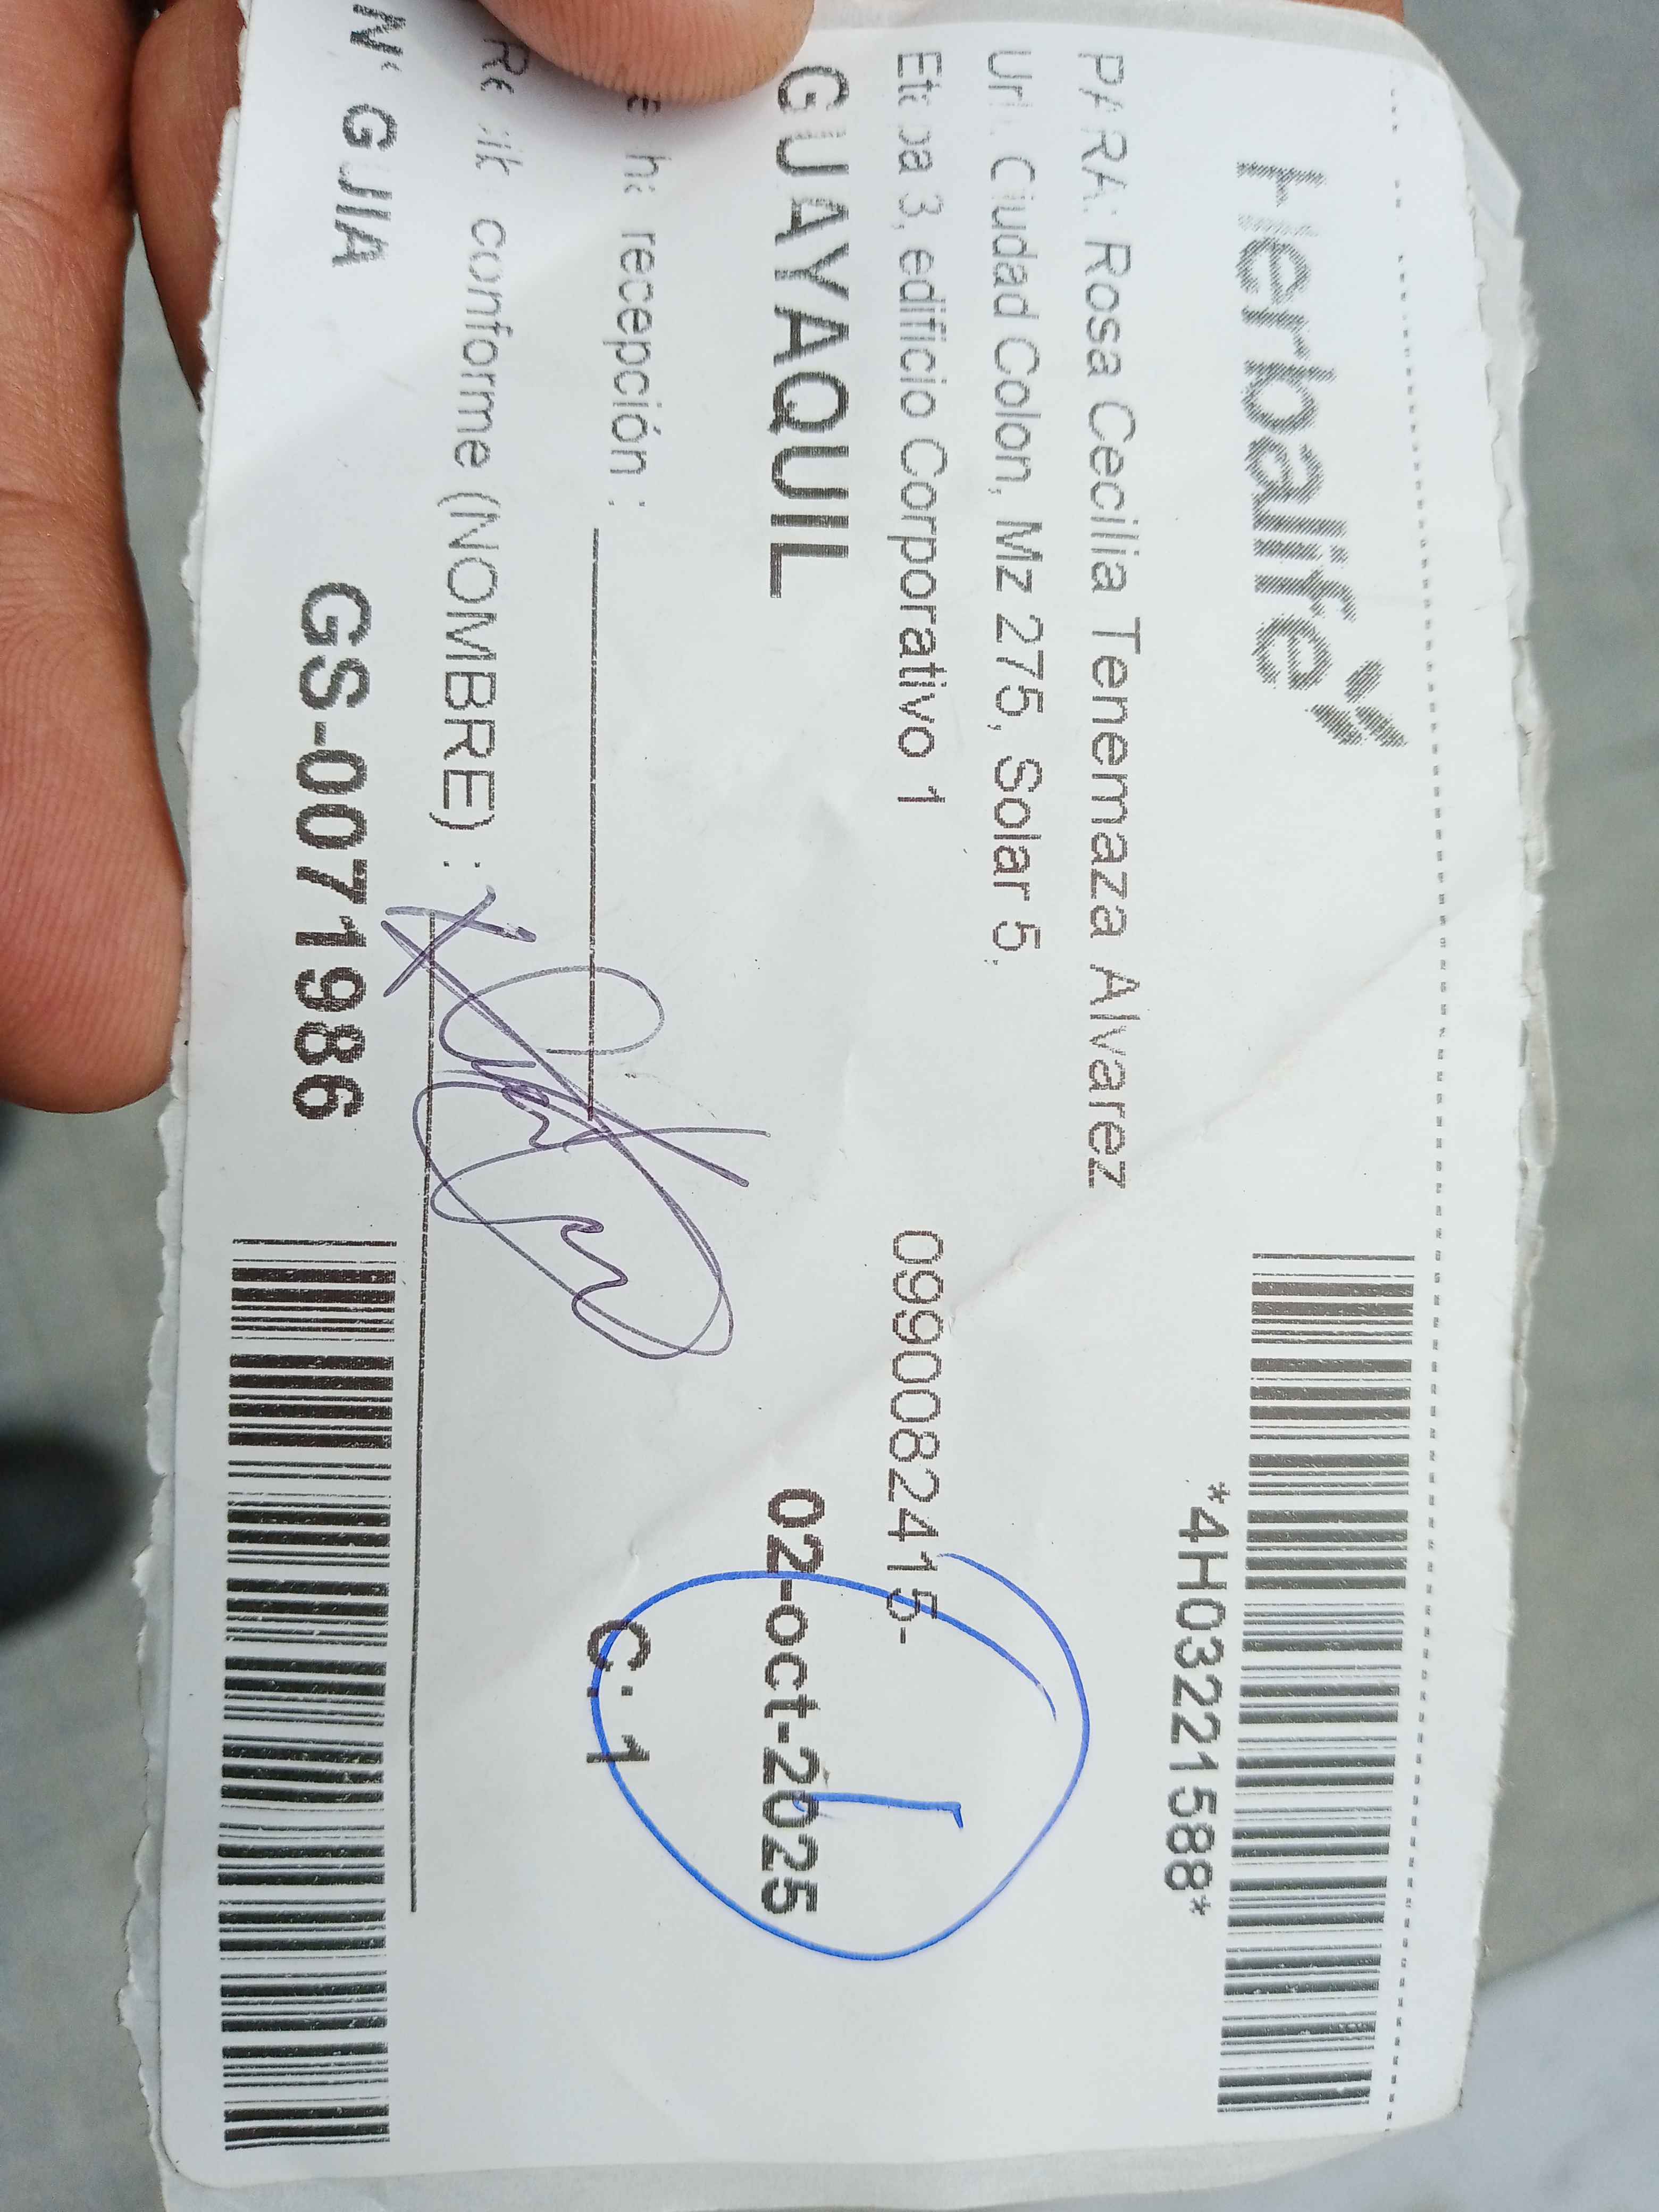 Herbalife
*4H03221588*
PARA: Rosa Cecilia Tenemaza Alvarez
Ur. Ciudad Colon, Mz 275, Solar 5,
Etapa 3, edificio Corporativo 1 0990082415-
GUAYAQUIL 02-oct-2025
recepción : C: 1
conforme (NOMBRE) :
N° GUIA GS-0071986